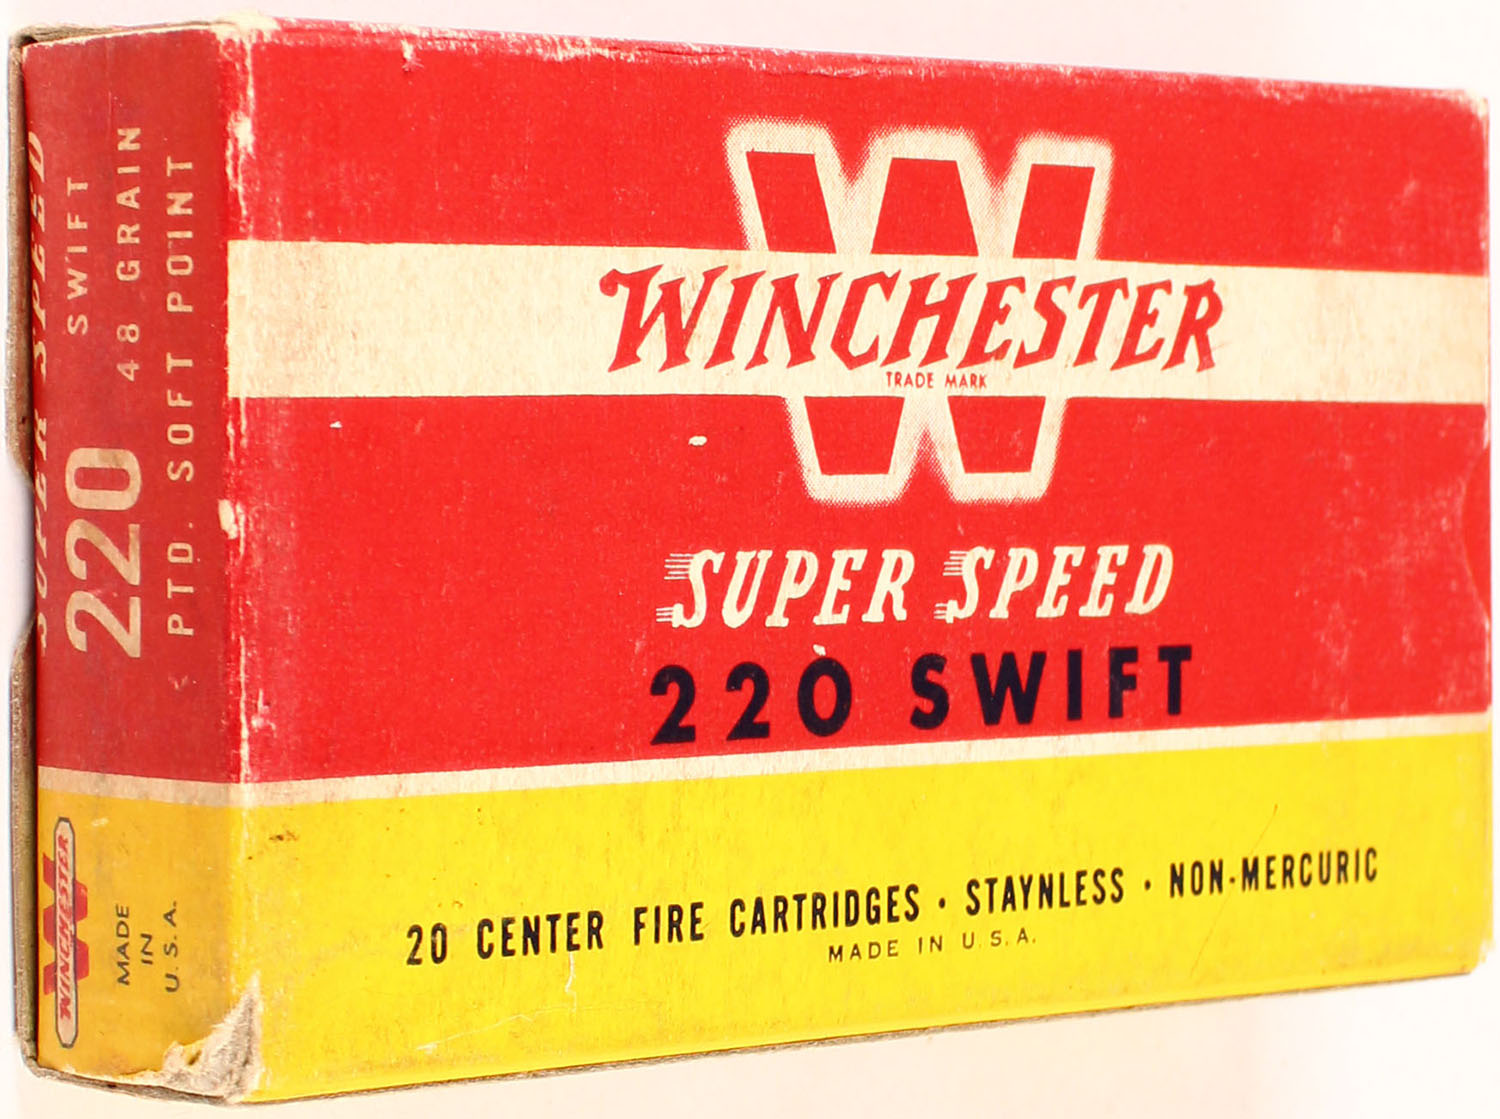 W
WINCHESTER
TRADE MARK
SUPER SPEED
220 SWIFT
20 CENTER FIRE CARTRIDGES · STAYNLESS · NON-MERCURIC
MADE IN U.S.A.
SUPER SPEED
220 SWIFT
48 GRAIN
PTD. SOFT POINT
W
WINCHESTER
MADE
IN
U.S.A.